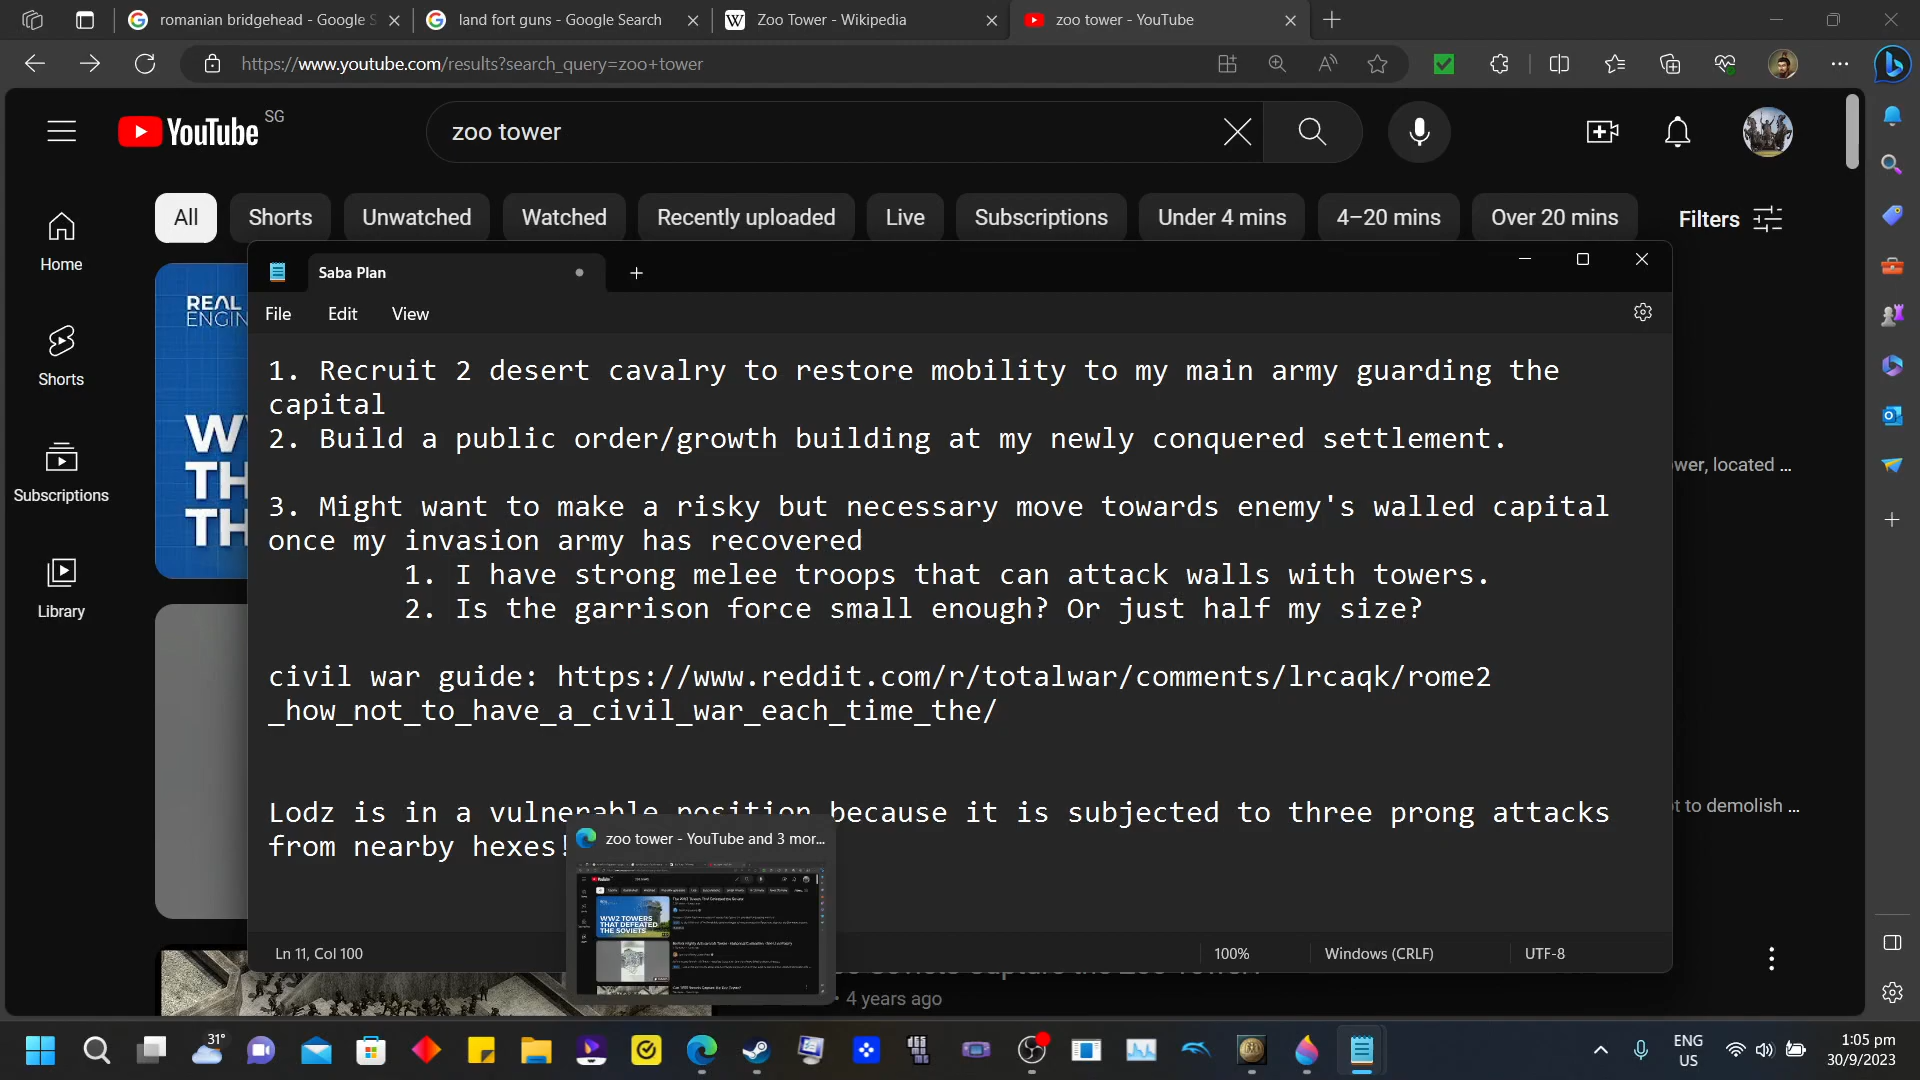 romanian bridgehead - Google S
land fort guns - Google Search
Zoo Tower - Wikipedia
zoo tower - YouTube
https://www.youtube.com/results?search_query=zoo+tower
YouTube SG
zoo tower
All
Shorts
Unwatched
Watched
Recently uploaded
Live
Subscriptions
Under 4 mins
4–20 mins
Over 20 mins
Filters
Home
Shorts
Subscriptions
Library
REAL
ENGIN
Saba Plan
File
Edit
View
1. Recruit 2 desert cavalry to restore mobility to my main army guarding the
capital
2. Build a public order/growth building at my newly conquered settlement.
3. Might want to make a risky but necessary move towards enemy's walled capital
once my invasion army has recovered
1. I have strong melee troops that can attack walls with towers.
2. Is the garrison force small enough? Or just half my size?
civil war guide: https://www.reddit.com/r/totalwar/comments/lrcaqk/rome2
_how_not_to_have_a_civil_war_each_time_the/
Lodz is in a vulnerable position because it is subjected to three prong attacks
from nearby hexes!
wer, located ...
t to demolish ...
zoo tower - YouTube and 3 mor...
WW2 TOWERS
THAT DEFEATED
THE SOVIETS
Ln 11, Col 100
100%
Windows (CRLF)
UTF-8
4 years ago
31°
ENG
US
1:05 pm
30/9/2023